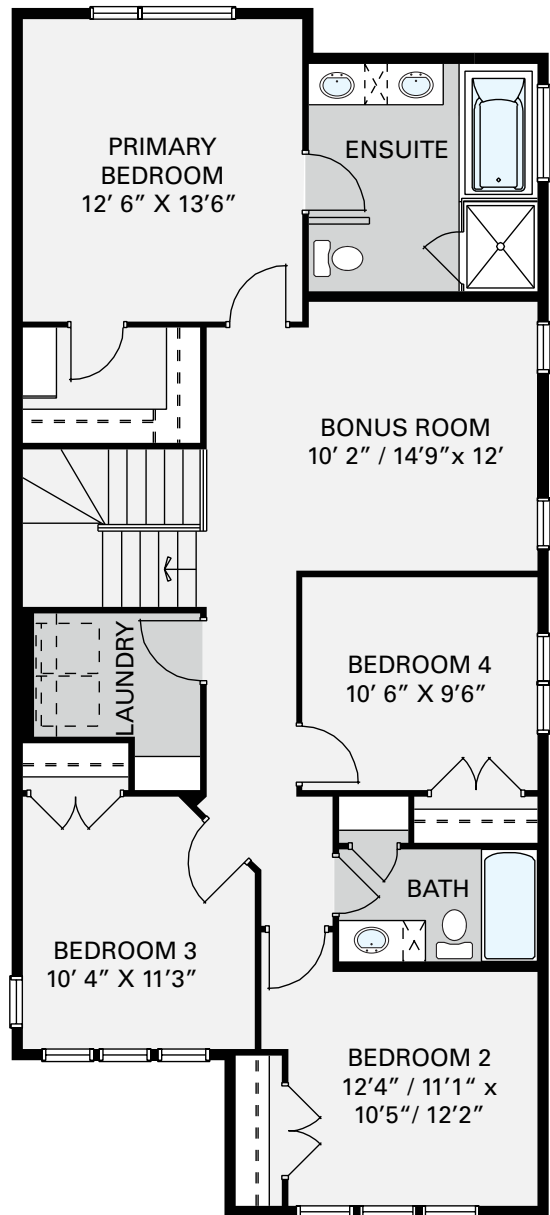 PRIMARY
BEDROOM
12’ 6” X 13’6”
ENSUITE
BONUS ROOM
10’ 2” / 14’9”x 12’
LAUNDRY
BEDROOM 4
10’ 6” X 9’6”
BATH
BEDROOM 3
10’ 4” X 11’3”
BEDROOM 2
12’4” / 11’1“ x
10’5“/ 12’2”